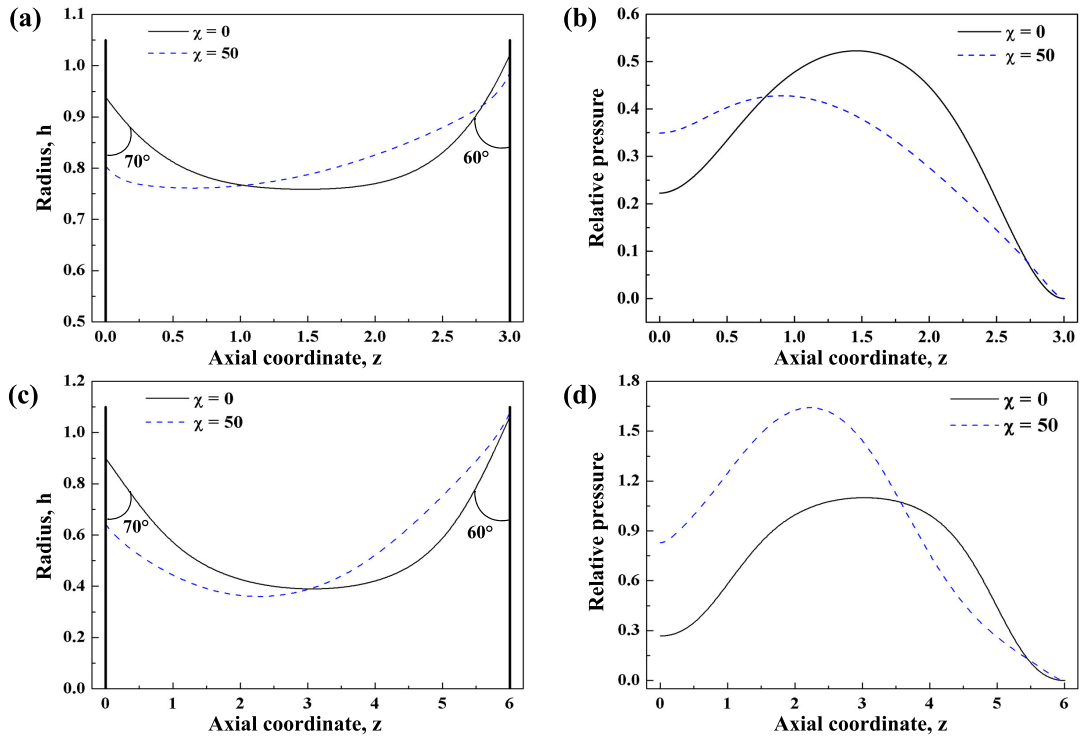 (a)
χ = 0
χ = 50
70°
60°
Radius, h
1.1
1.0
0.9
0.8
0.7
0.6
0.5
0.0 0.5 1.0 1.5 2.0 2.5 3.0
Axial coordinate, z
(b)
χ = 0
χ = 50
Relative pressure
0.6
0.5
0.4
0.3
0.2
0.1
0.0
0.0 0.5 1.0 1.5 2.0 2.5 3.0
Axial coordinate, z
(c)
χ = 0
χ = 50
70°
60°
Radius, h
1.2
1.0
0.8
0.6
0.4
0.2
0.0
0 1 2 3 4 5 6
Axial coordinate, z
(d)
χ = 0
χ = 50
Relative pressure
1.8
1.5
1.2
0.9
0.6
0.3
0.0
0 1 2 3 4 5 6
Axial coordinate, z